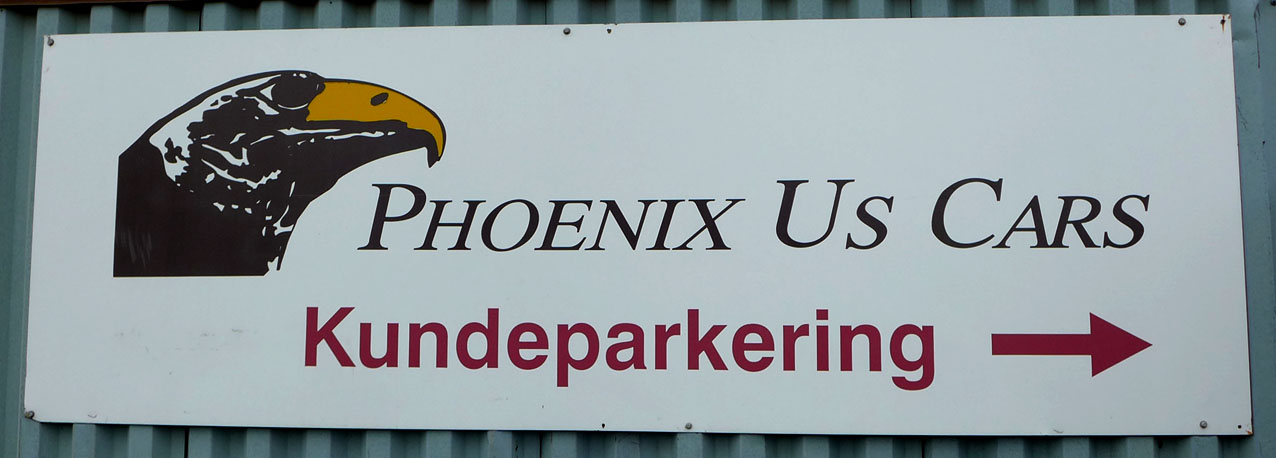 PHOENIX US CARS
Kundeparkering